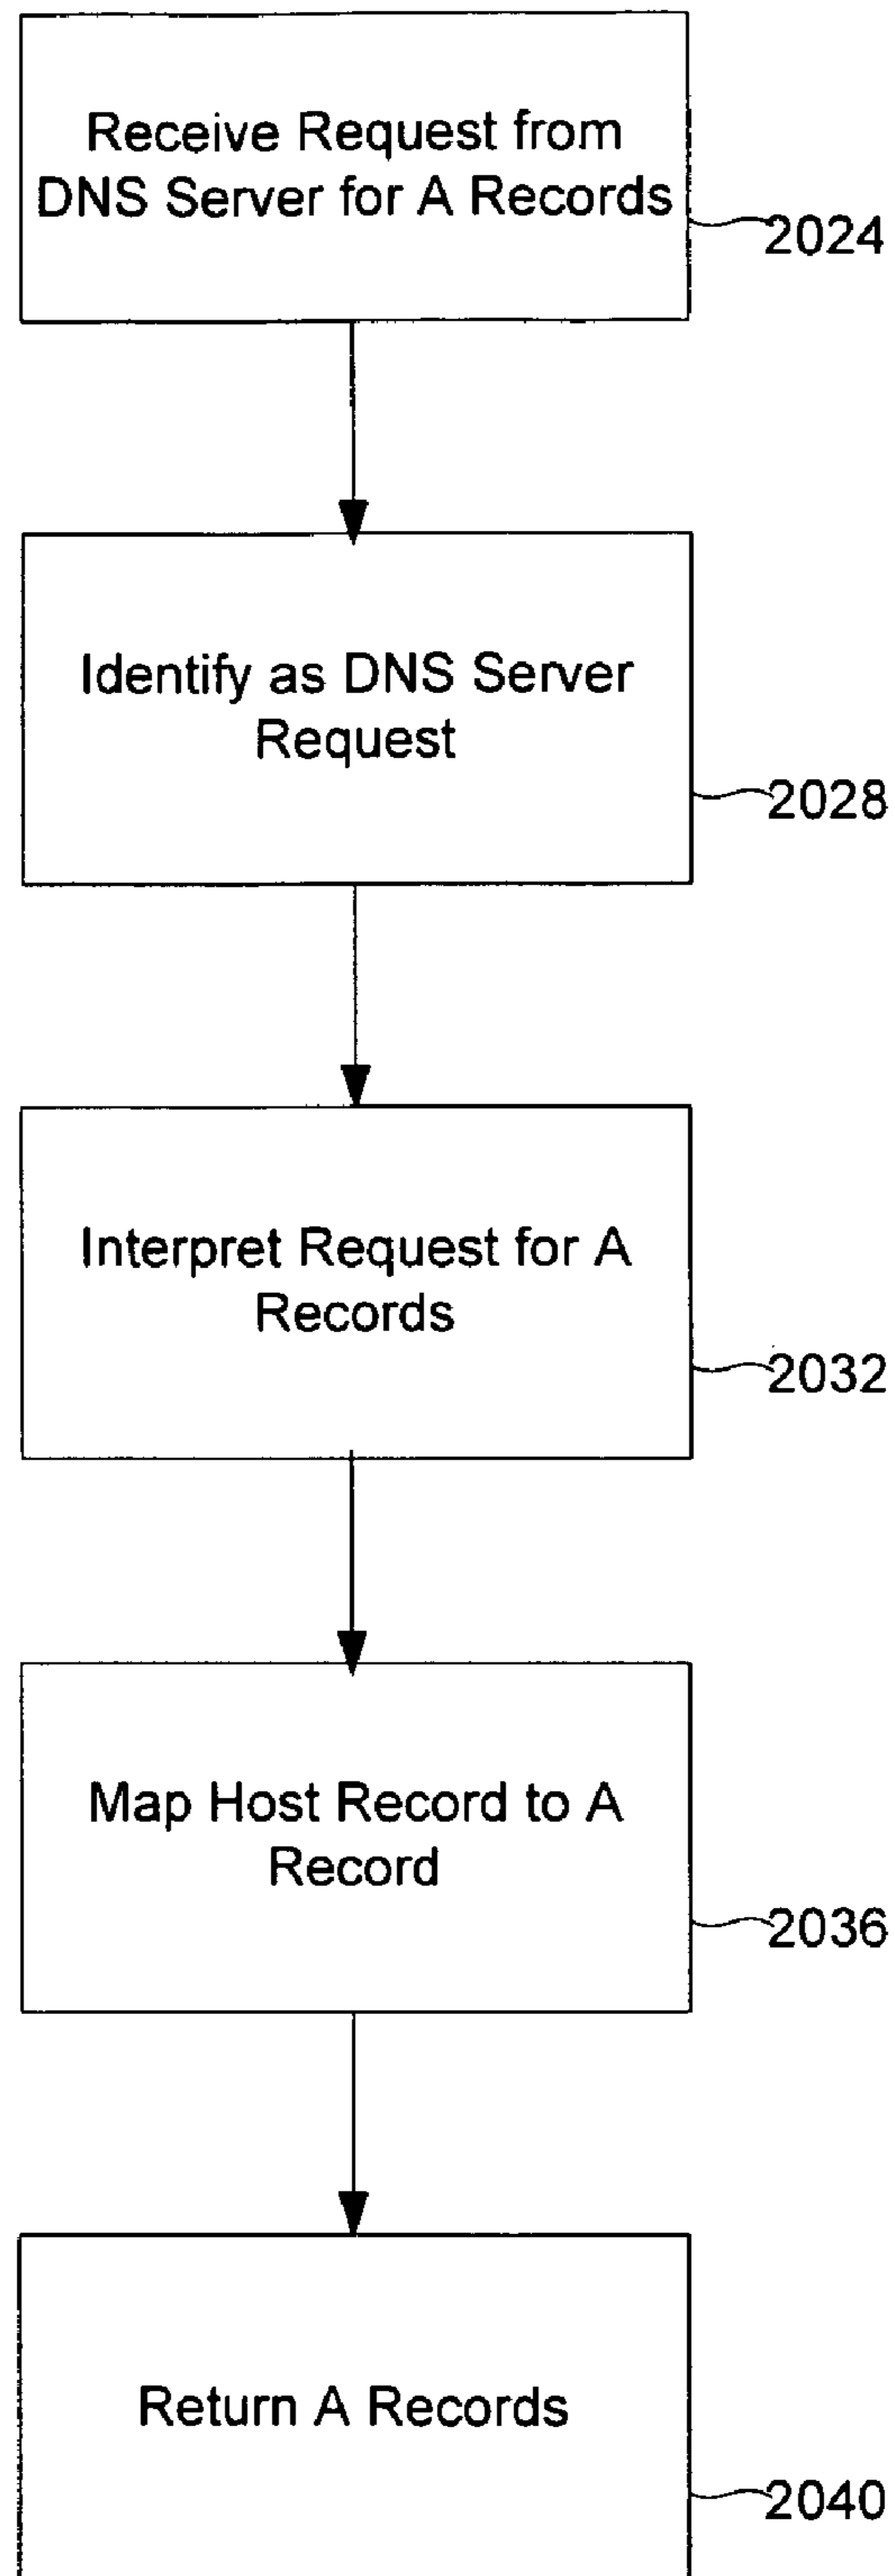 Receive Request from
DNS Server for A Records
2024
Identify as DNS Server
Request
2028
Interpret Request for A
Records
2032
Map Host Record to A
Record
2036
Return A Records
2040